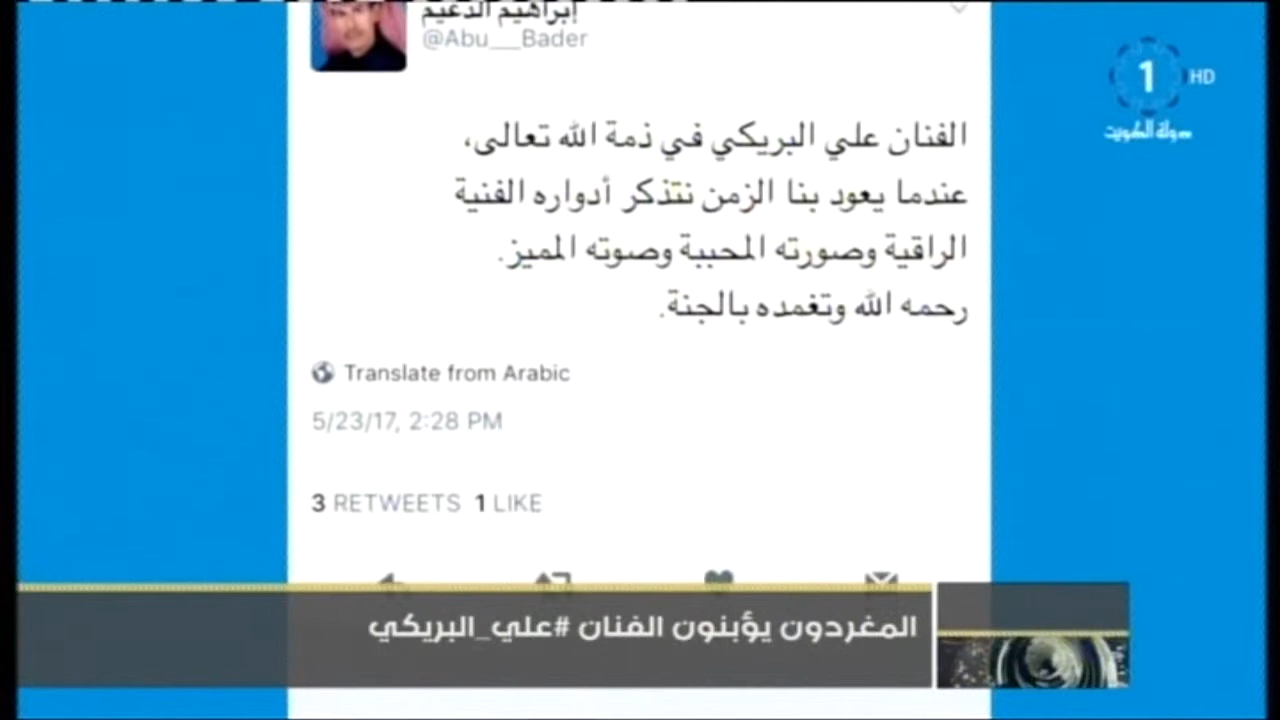 إبراهيم الدعيم
@Abu___Bader
1 HD
دولة الكويت
الفنان علي البريكي في ذمة الله تعالى،
عندما يعود بنا الزمن نتذكر أدواره الفنية
الراقية وصورته المحببة وصوته المميز.
رحمه الله وتغمده بالجنة.
Translate from Arabic
5/23/17, 2:28 PM
3 RETWEETS 1 LIKE
المغردون يؤبنون الفنان #علي_البريكي